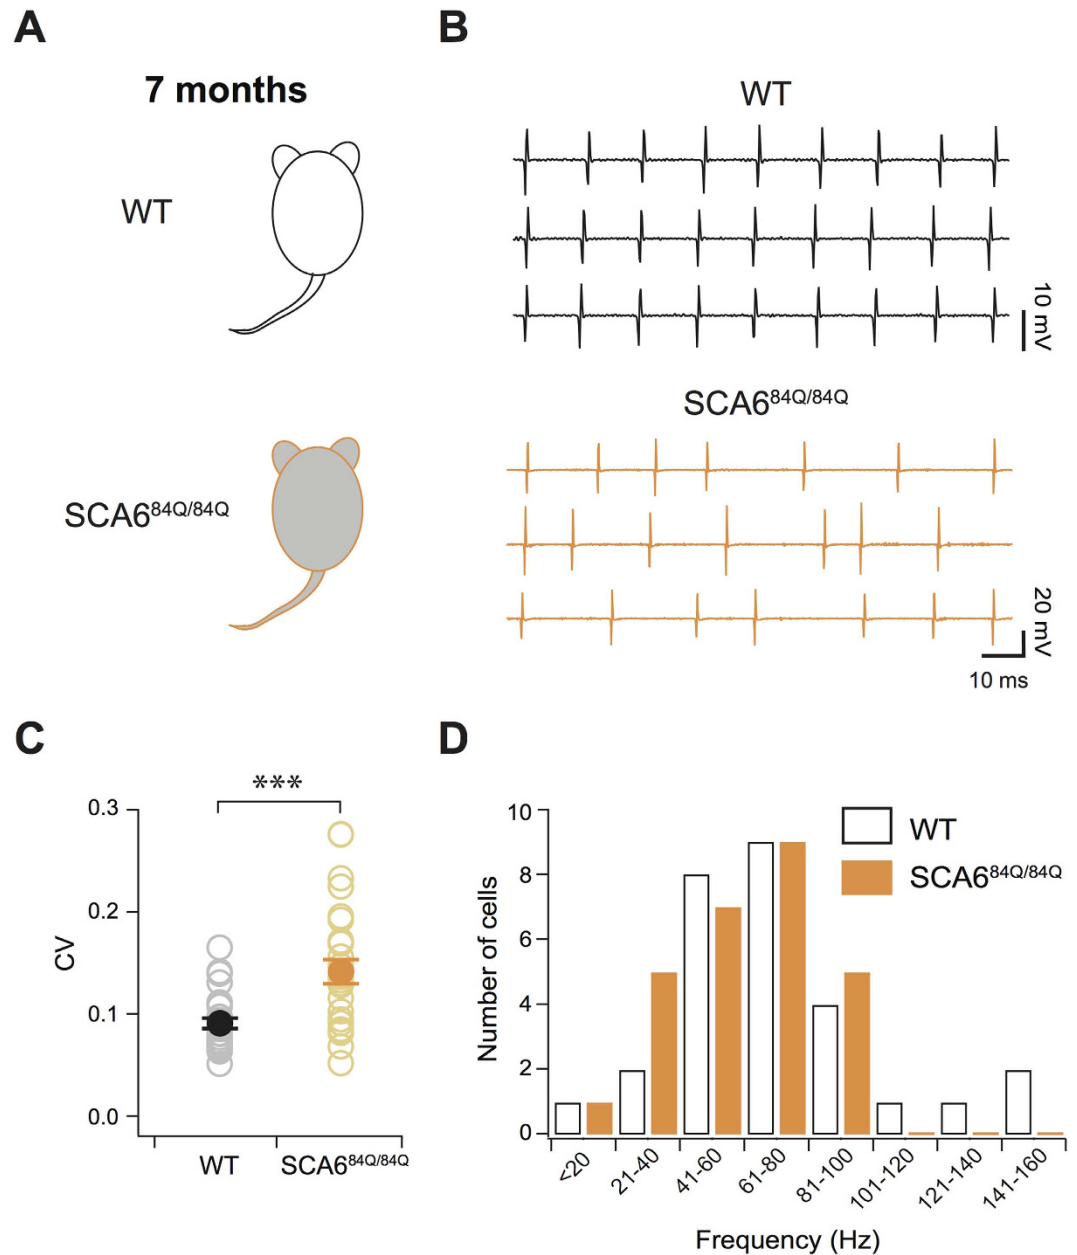 A
B
7 months
WT
WT
10 mV
SCA6^84Q/84Q
SCA6^84Q/84Q
20 mV
10 ms
C
D
***
0.3
0.2
0.1
0.0
CV
WT
SCA6^84Q/84Q
10
8
6
4
2
0
Number of cells
WT
SCA6^84Q/84Q
<20
21-40
41-60
61-80
81-100
101-120
121-140
141-160
Frequency (Hz)